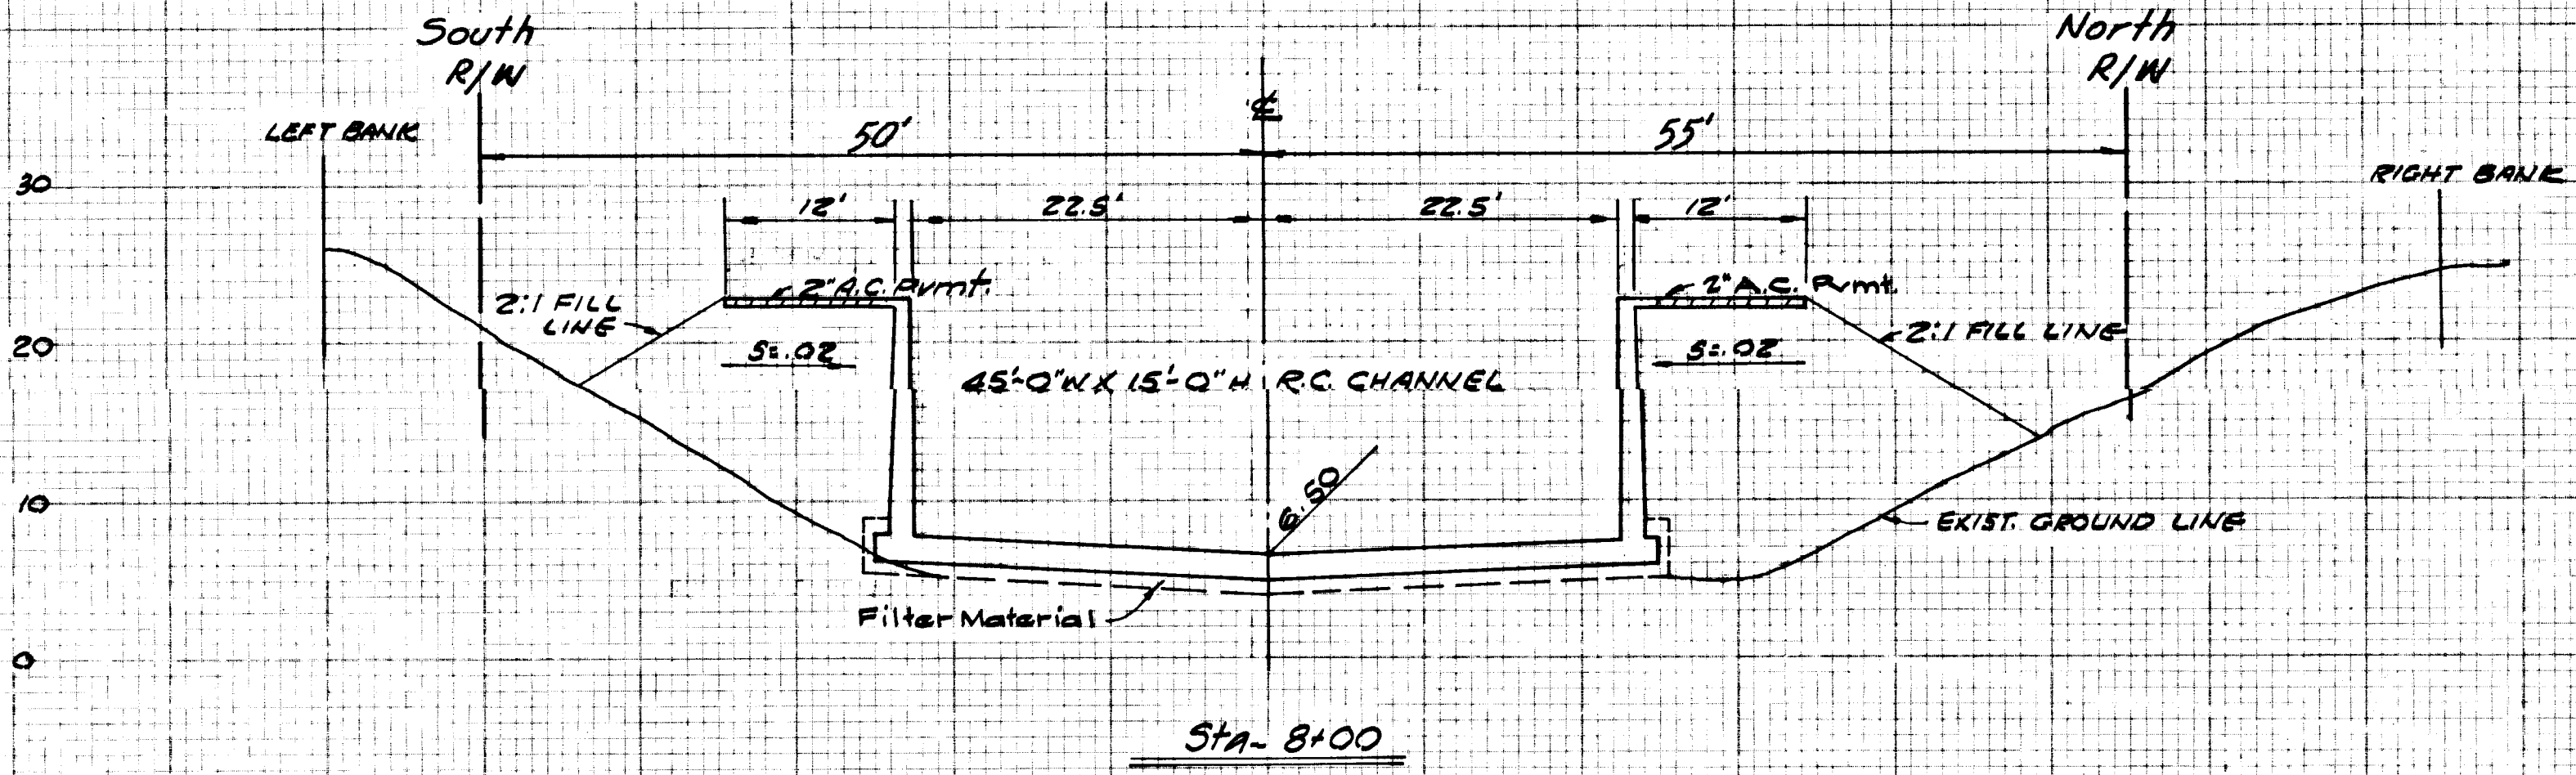 South
R/W
North
R/W
LEFT BANK
50'
℄
55'
RIGHT BANK
30
12'
22.5'
22.5'
12'
2" A.C. Pvmt.
2" A.C. Pvmt.
2:1 FILL
LINE
2:1 FILL LINE
20
S=.02
S=.02
45'-0"W X 15'-0"H R.C. CHANNEL
6.50
10
EXIST. GROUND LINE
Filter Material
0
Sta- 8+00